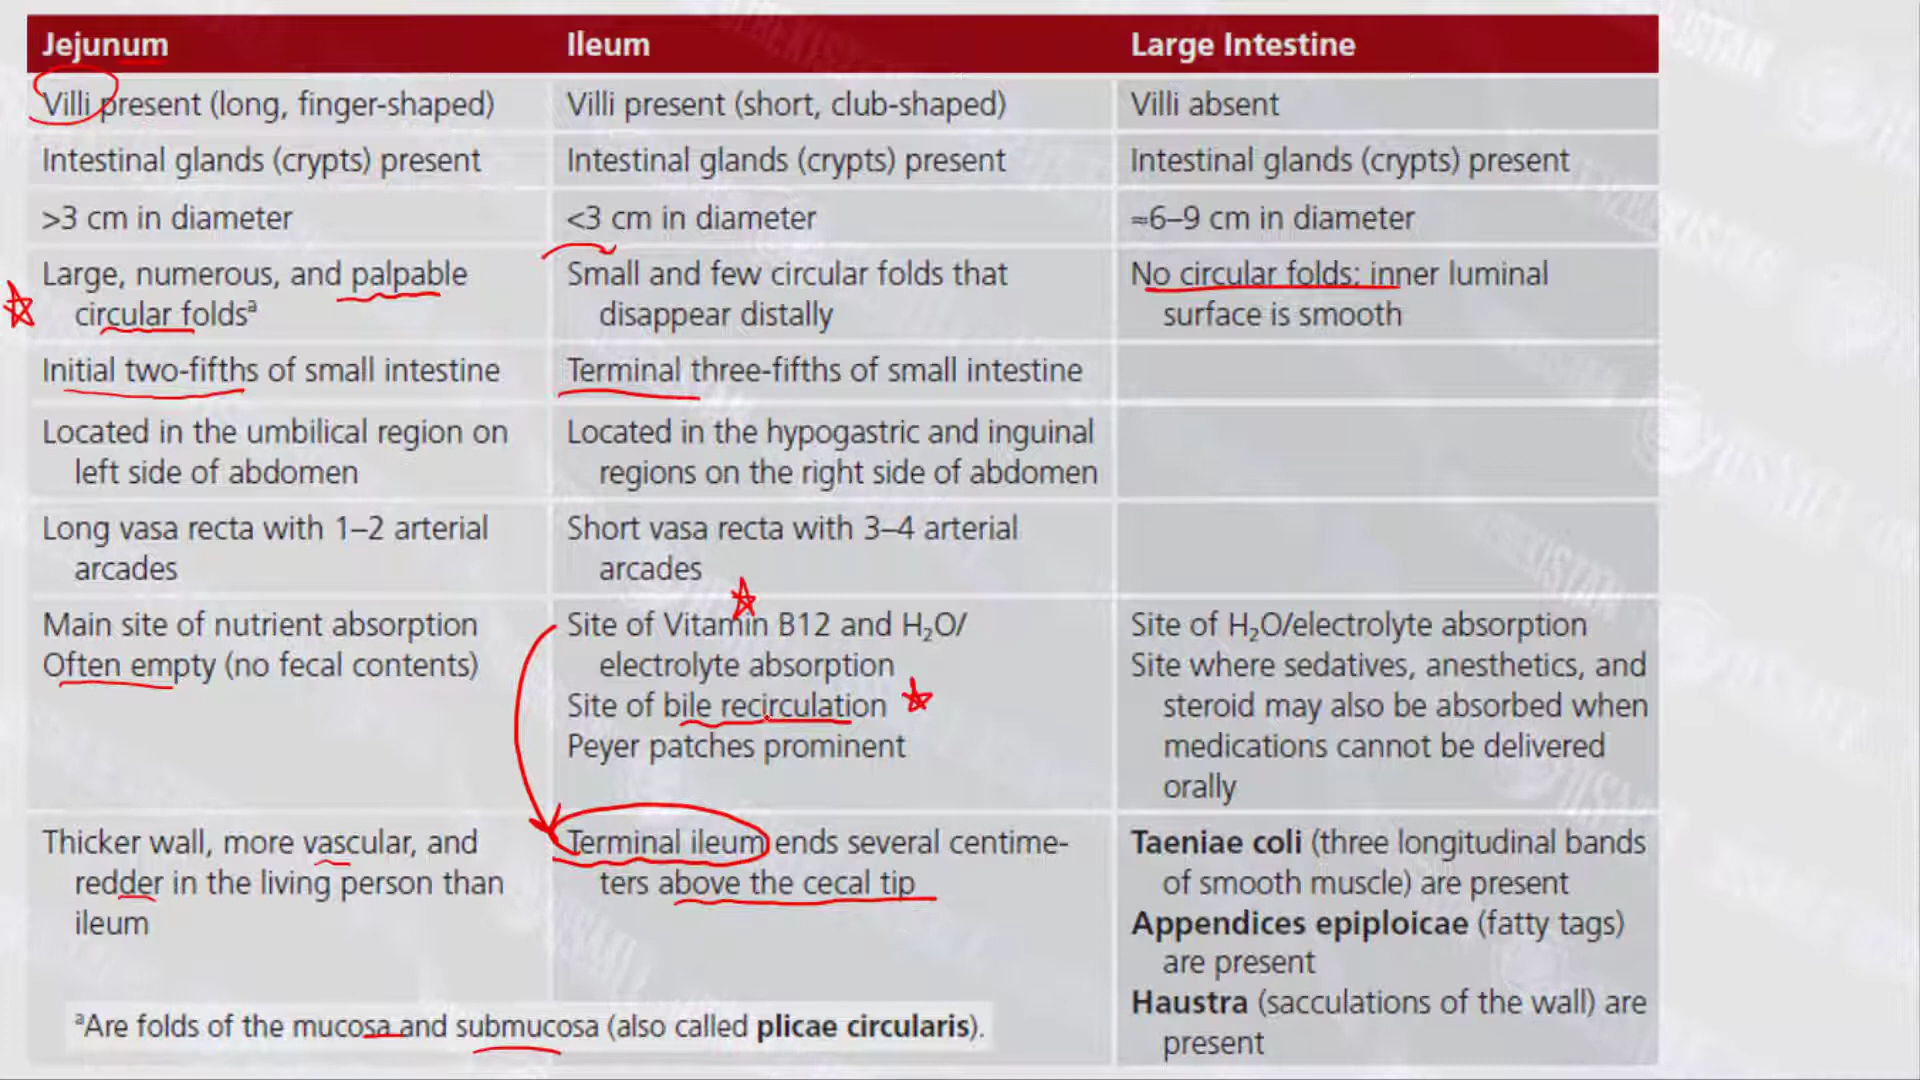 Jejunum
Ileum
Large Intestine
Villi present (long, finger-shaped)
Villi present (short, club-shaped)
Villi absent
Intestinal glands (crypts) present
Intestinal glands (crypts) present
Intestinal glands (crypts) present
>3 cm in diameter
<3 cm in diameter
≈6–9 cm in diameter
Large, numerous, and palpable
circular foldsª
Small and few circular folds that
disappear distally
No circular folds; inner luminal
surface is smooth
Initial two-fifths of small intestine
Terminal three-fifths of small intestine
Located in the umbilical region on
left side of abdomen
Located in the hypogastric and inguinal
regions on the right side of abdomen
Long vasa recta with 1–2 arterial
arcades
Short vasa recta with 3–4 arterial
arcades
Main site of nutrient absorption
Often empty (no fecal contents)
Site of Vitamin B12 and H₂O/
electrolyte absorption
Site of bile recirculation
Peyer patches prominent
Site of H₂O/electrolyte absorption
Site where sedatives, anesthetics, and
steroid may also be absorbed when
medications cannot be delivered
orally
Thicker wall, more vascular, and
redder in the living person than
ileum
Terminal ileum ends several centime-
ters above the cecal tip
Taeniae coli (three longitudinal bands
of smooth muscle) are present
Appendices epiploicae (fatty tags)
are present
Haustra (sacculations of the wall) are
present
ªAre folds of the mucosa and submucosa (also called plicae circularis).